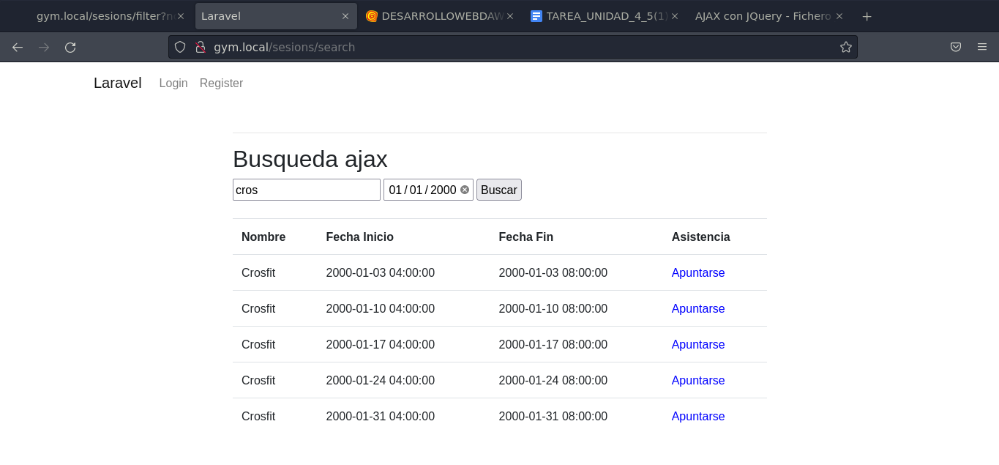 gym.local/sesions/filter?n
Laravel
DESARROLLOWEBDAW
TAREA_UNIDAD_4_5(1)
AJAX con JQuery - Fichero
gym.local/sesions/search
Laravel Login Register
Busqueda ajax
cros 01/01/2000 Buscar
Nombre Fecha Inicio Fecha Fin Asistencia
Crosfit 2000-01-03 04:00:00 2000-01-03 08:00:00 Apuntarse
Crosfit 2000-01-10 04:00:00 2000-01-10 08:00:00 Apuntarse
Crosfit 2000-01-17 04:00:00 2000-01-17 08:00:00 Apuntarse
Crosfit 2000-01-24 04:00:00 2000-01-24 08:00:00 Apuntarse
Crosfit 2000-01-31 04:00:00 2000-01-31 08:00:00 Apuntarse